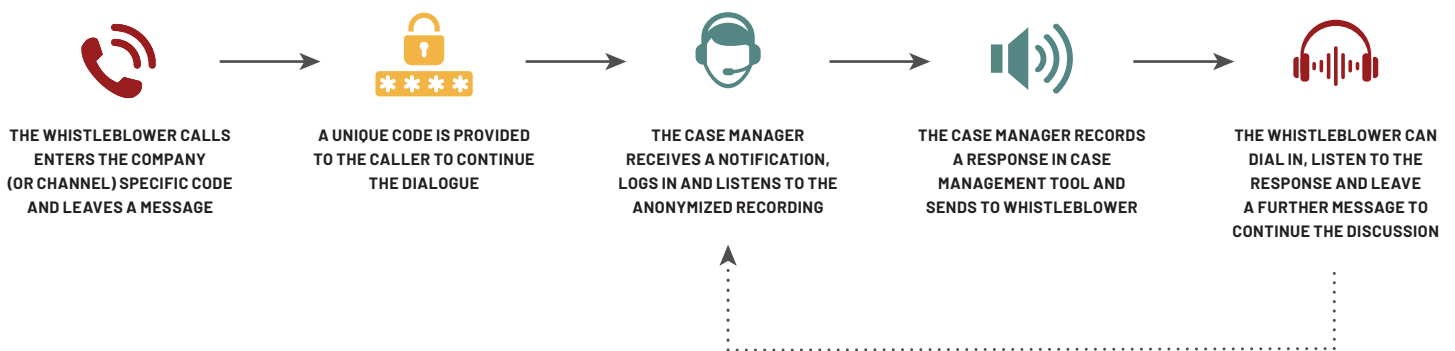 * * * *
THE WHISTLEBLOWER CALLS
ENTERS THE COMPANY
(OR CHANNEL) SPECIFIC CODE
AND LEAVES A MESSAGE
A UNIQUE CODE IS PROVIDED
TO THE CALLER TO CONTINUE
THE DIALOGUE
THE CASE MANAGER
RECEIVES A NOTIFICATION,
LOGS IN AND LISTENS TO THE
ANONYMIZED RECORDING
THE CASE MANAGER RECORDS
A RESPONSE IN CASE
MANAGEMENT TOOL AND
SENDS TO WHISTLEBLOWER
THE WHISTLEBLOWER CAN
DIAL IN, LISTEN TO THE
RESPONSE AND LEAVE
A FURTHER MESSAGE TO
CONTINUE THE DISCUSSION